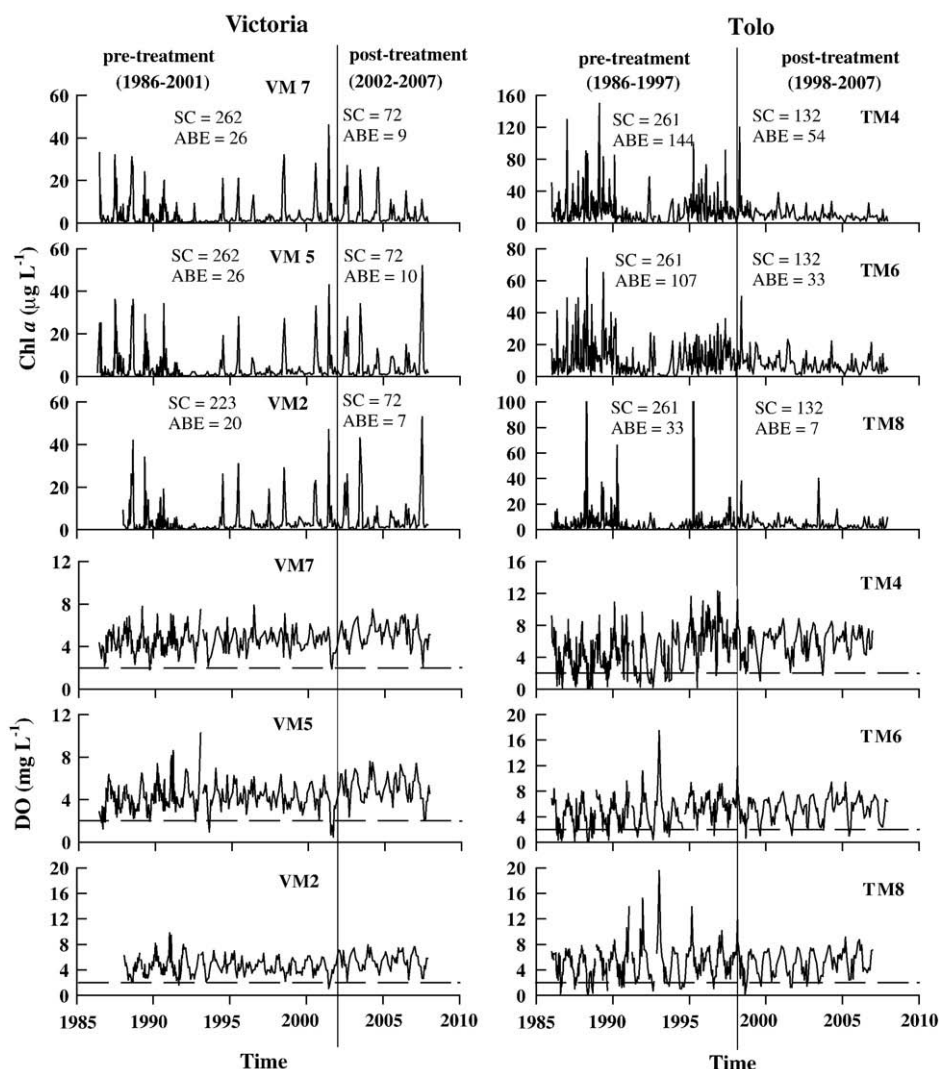 Victoria
pre-treatment
(1986-2001)
post-treatment
(2002-2007)
VM 7
SC = 262
ABE = 26
SC = 72
ABE = 9
60
40
20
0
VM 5
SC = 262
ABE = 26
SC = 72
ABE = 10
60
40
20
0
Chl a (µg L⁻¹)
VM2
SC = 223
ABE = 20
SC = 72
ABE = 7
60
40
20
0
VM7
12
8
4
0
1985 1990 1995 2000 2005 2010
VM5
12
8
4
0
DO (mg L⁻¹)
VM2
20
16
12
8
4
0
1985 1990 1995 2000 2005 2010
Time
Tolo
pre-treatment
(1986-1997)
post-treatment
(1998-2007)
TM4
SC = 261
ABE = 144
SC = 132
ABE = 54
160
120
80
40
0
TM6
SC = 261
ABE = 107
SC = 132
ABE = 33
80
60
40
20
0
TM8
SC = 261
ABE = 33
SC = 132
ABE = 7
100
80
60
40
20
0
TM4
16
12
8
4
0
TM6
20
16
12
8
4
0
TM8
20
16
12
8
4
0
1985 1990 1995 2000 2005 2010
Time